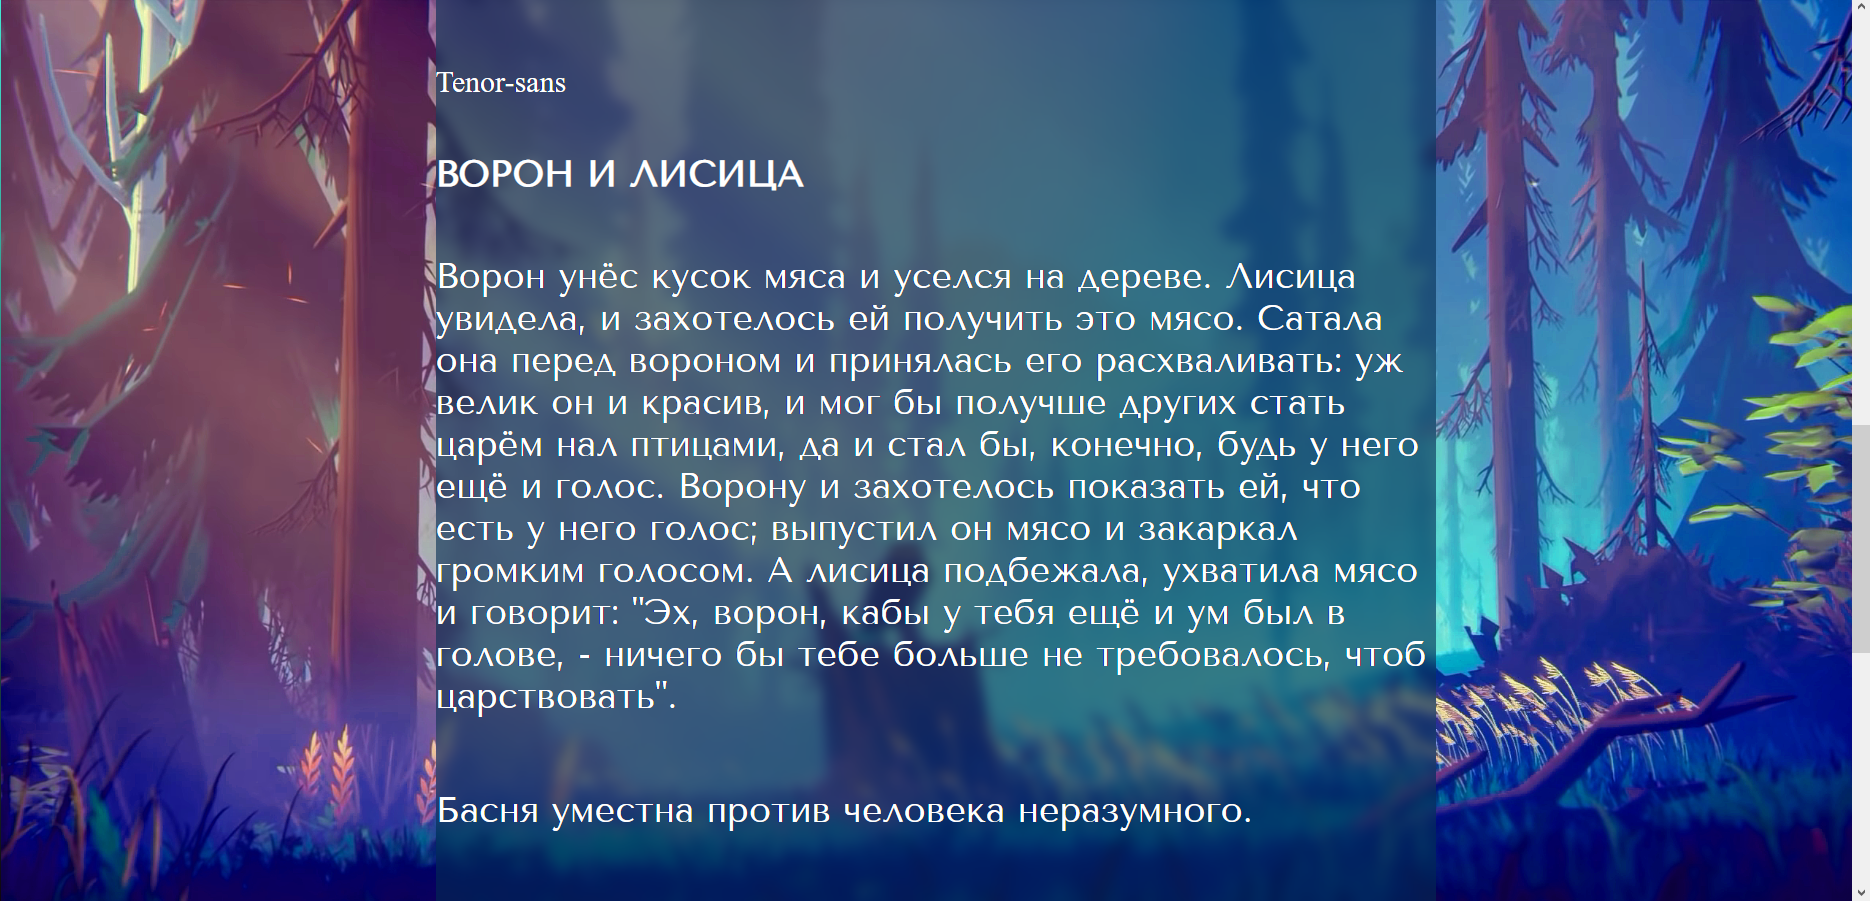 Tenor-sans
ВОРОН И ЛИСИЦА
Ворон унёс кусок мяса и уселся на дереве. Лисица
увидела, и захотелось ей получить это мясо. Сатала
она перед вороном и принялась его расхваливать: уж
велик он и красив, и мог бы получше других стать
царём нал птицами, да и стал бы, конечно, будь у него
ещё и голос. Ворону и захотелось показать ей, что
есть у него голос; выпустил он мясо и закаркал
громким голосом. А лисица подбежала, ухватила мясо
и говорит: "Эх, ворон, кабы у тебя ещё и ум был в
голове, - ничего бы тебе больше не требовалось, чтоб
царствовать".
Басня уместна против человека неразумного.